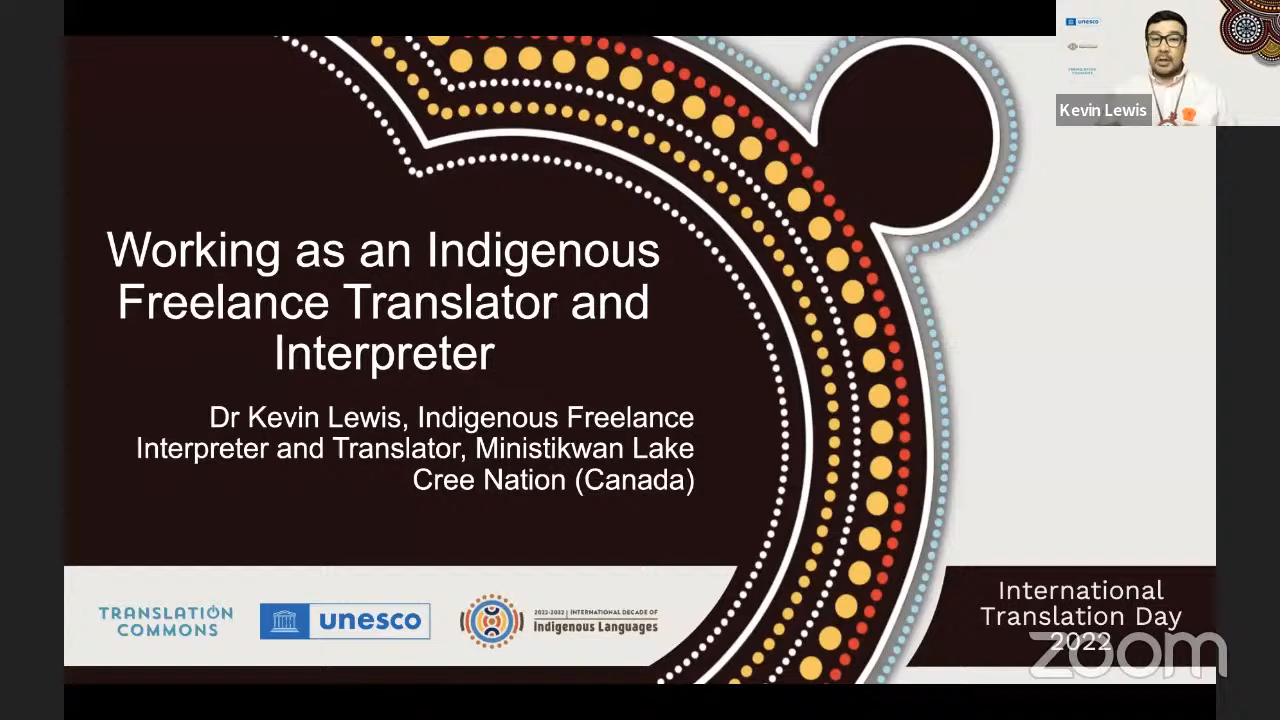 unesco
Kevin Lewis
Working as an Indigenous
Freelance Translator and
Interpreter
Dr Kevin Lewis, Indigenous Freelance
Interpreter and Translator, Ministikwan Lake
Cree Nation (Canada)
TRANSLATION
COMMONS
unesco
2022-2032 | INTERNATIONAL DECADE OF
Indigenous Languages
International
Translation Day
2022
zoom